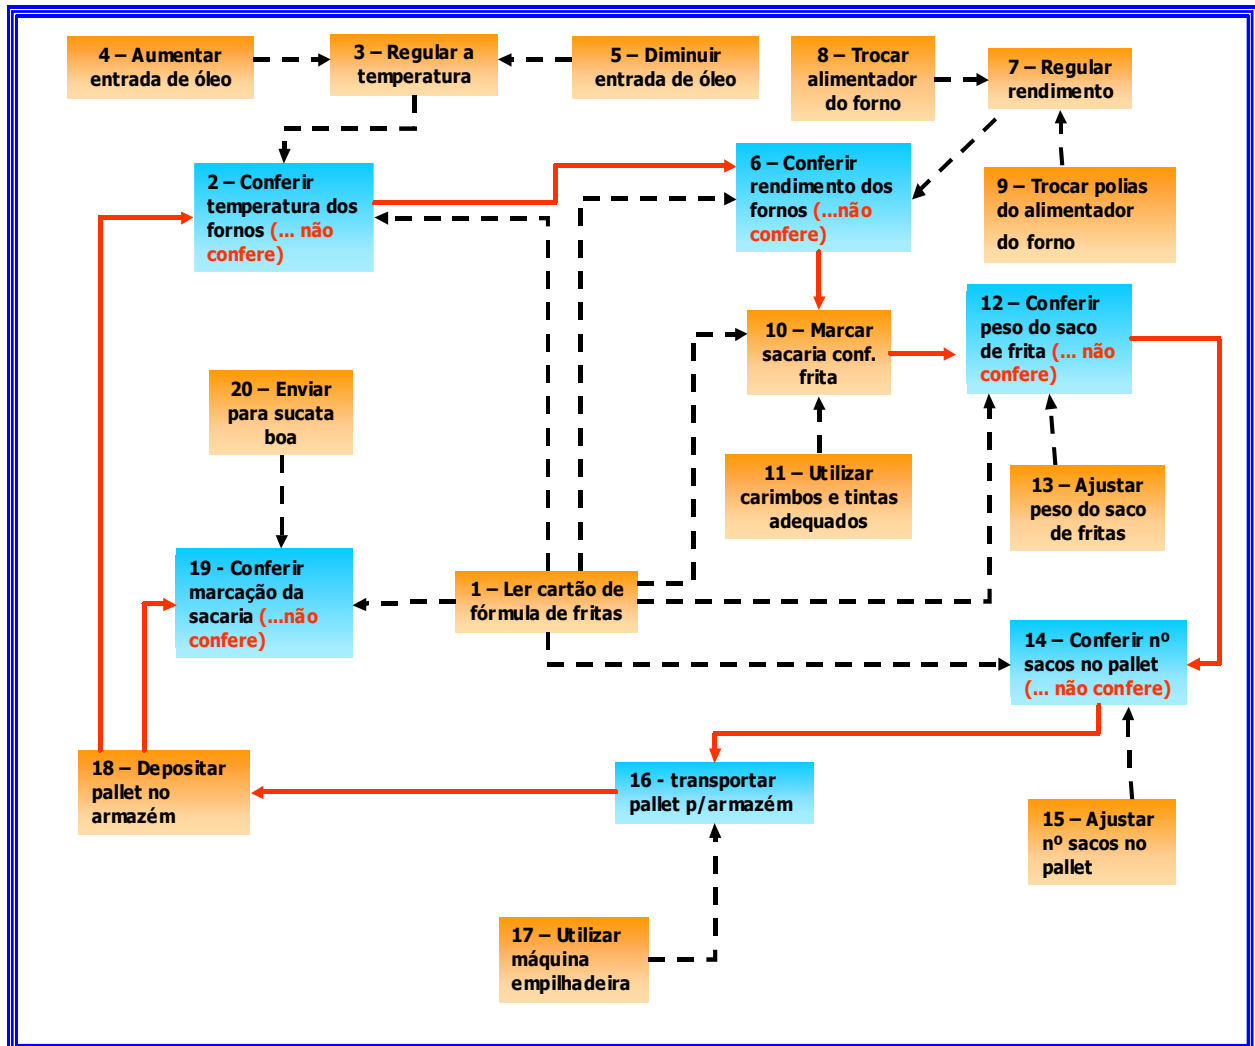 4 – Aumentar
entrada de óleo
3 – Regular a
temperatura
5 – Diminuir
entrada de óleo
8 – Trocar
alimentador
do forno
7 – Regular
rendimento
2 – Conferir
temperatura dos
fornos (... não
confere)
6 – Conferir
rendimento dos
fornos (...não
confere)
9 – Trocar polias
do alimentador
do forno
10 – Marcar
sacaria conf.
frita
12 – Conferir
peso do saco
de frita (... não
confere)
20 – Enviar
para sucata
boa
11 – Utilizar
carimbos e tintas
adequados
13 – Ajustar
peso do saco
de fritas
19 - Conferir
marcação da
sacaria (...não
confere)
1 – Ler cartão de
fórmula de fritas
14 – Conferir nº
sacos no pallet
(... não confere)
18 – Depositar
pallet no
armazém
16 - transportar
pallet p/armazém
15 – Ajustar
nº sacos no
pallet
17 – Utilizar
máquina
empilhadeira